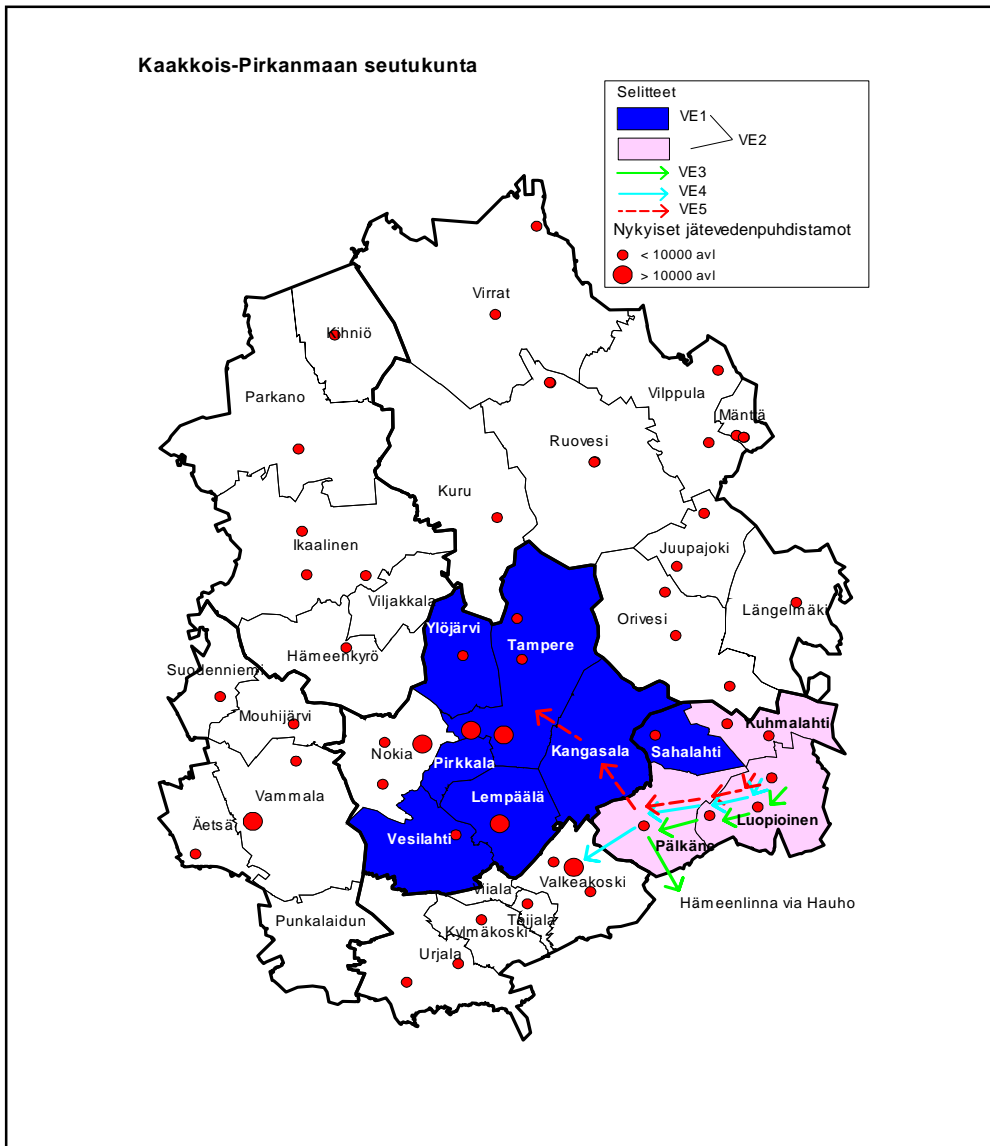 Kaakkois-Pirkanmaan seutukunta
Selitteet
VE1
VE2
VE3
VE4
VE5
Nykyiset jätevedenpuhdistamot
< 10000 avl
> 10000 avl
Virrat
Kihniö
Parkano
Vilppula
Mänttä
Ruovesi
Kuru
Ikaalinen
Juupajoki
Viljakkala
Längelmäki
Orivesi
Ylöjärvi
Tampere
Hämeenkyrö
Suodenniemi
Mouhijärvi
Kuhmalahti
Nokia
Kangasala
Sahalahti
Pirkkala
Vammala
Lempäälä
Äetsä
Luopioinen
Vesilahti
Pälkäne
Valkeakoski
Viiala
Hämeenlinna via Hauho
Toijala
Punkalaidun
Kylmäkoski
Urjala